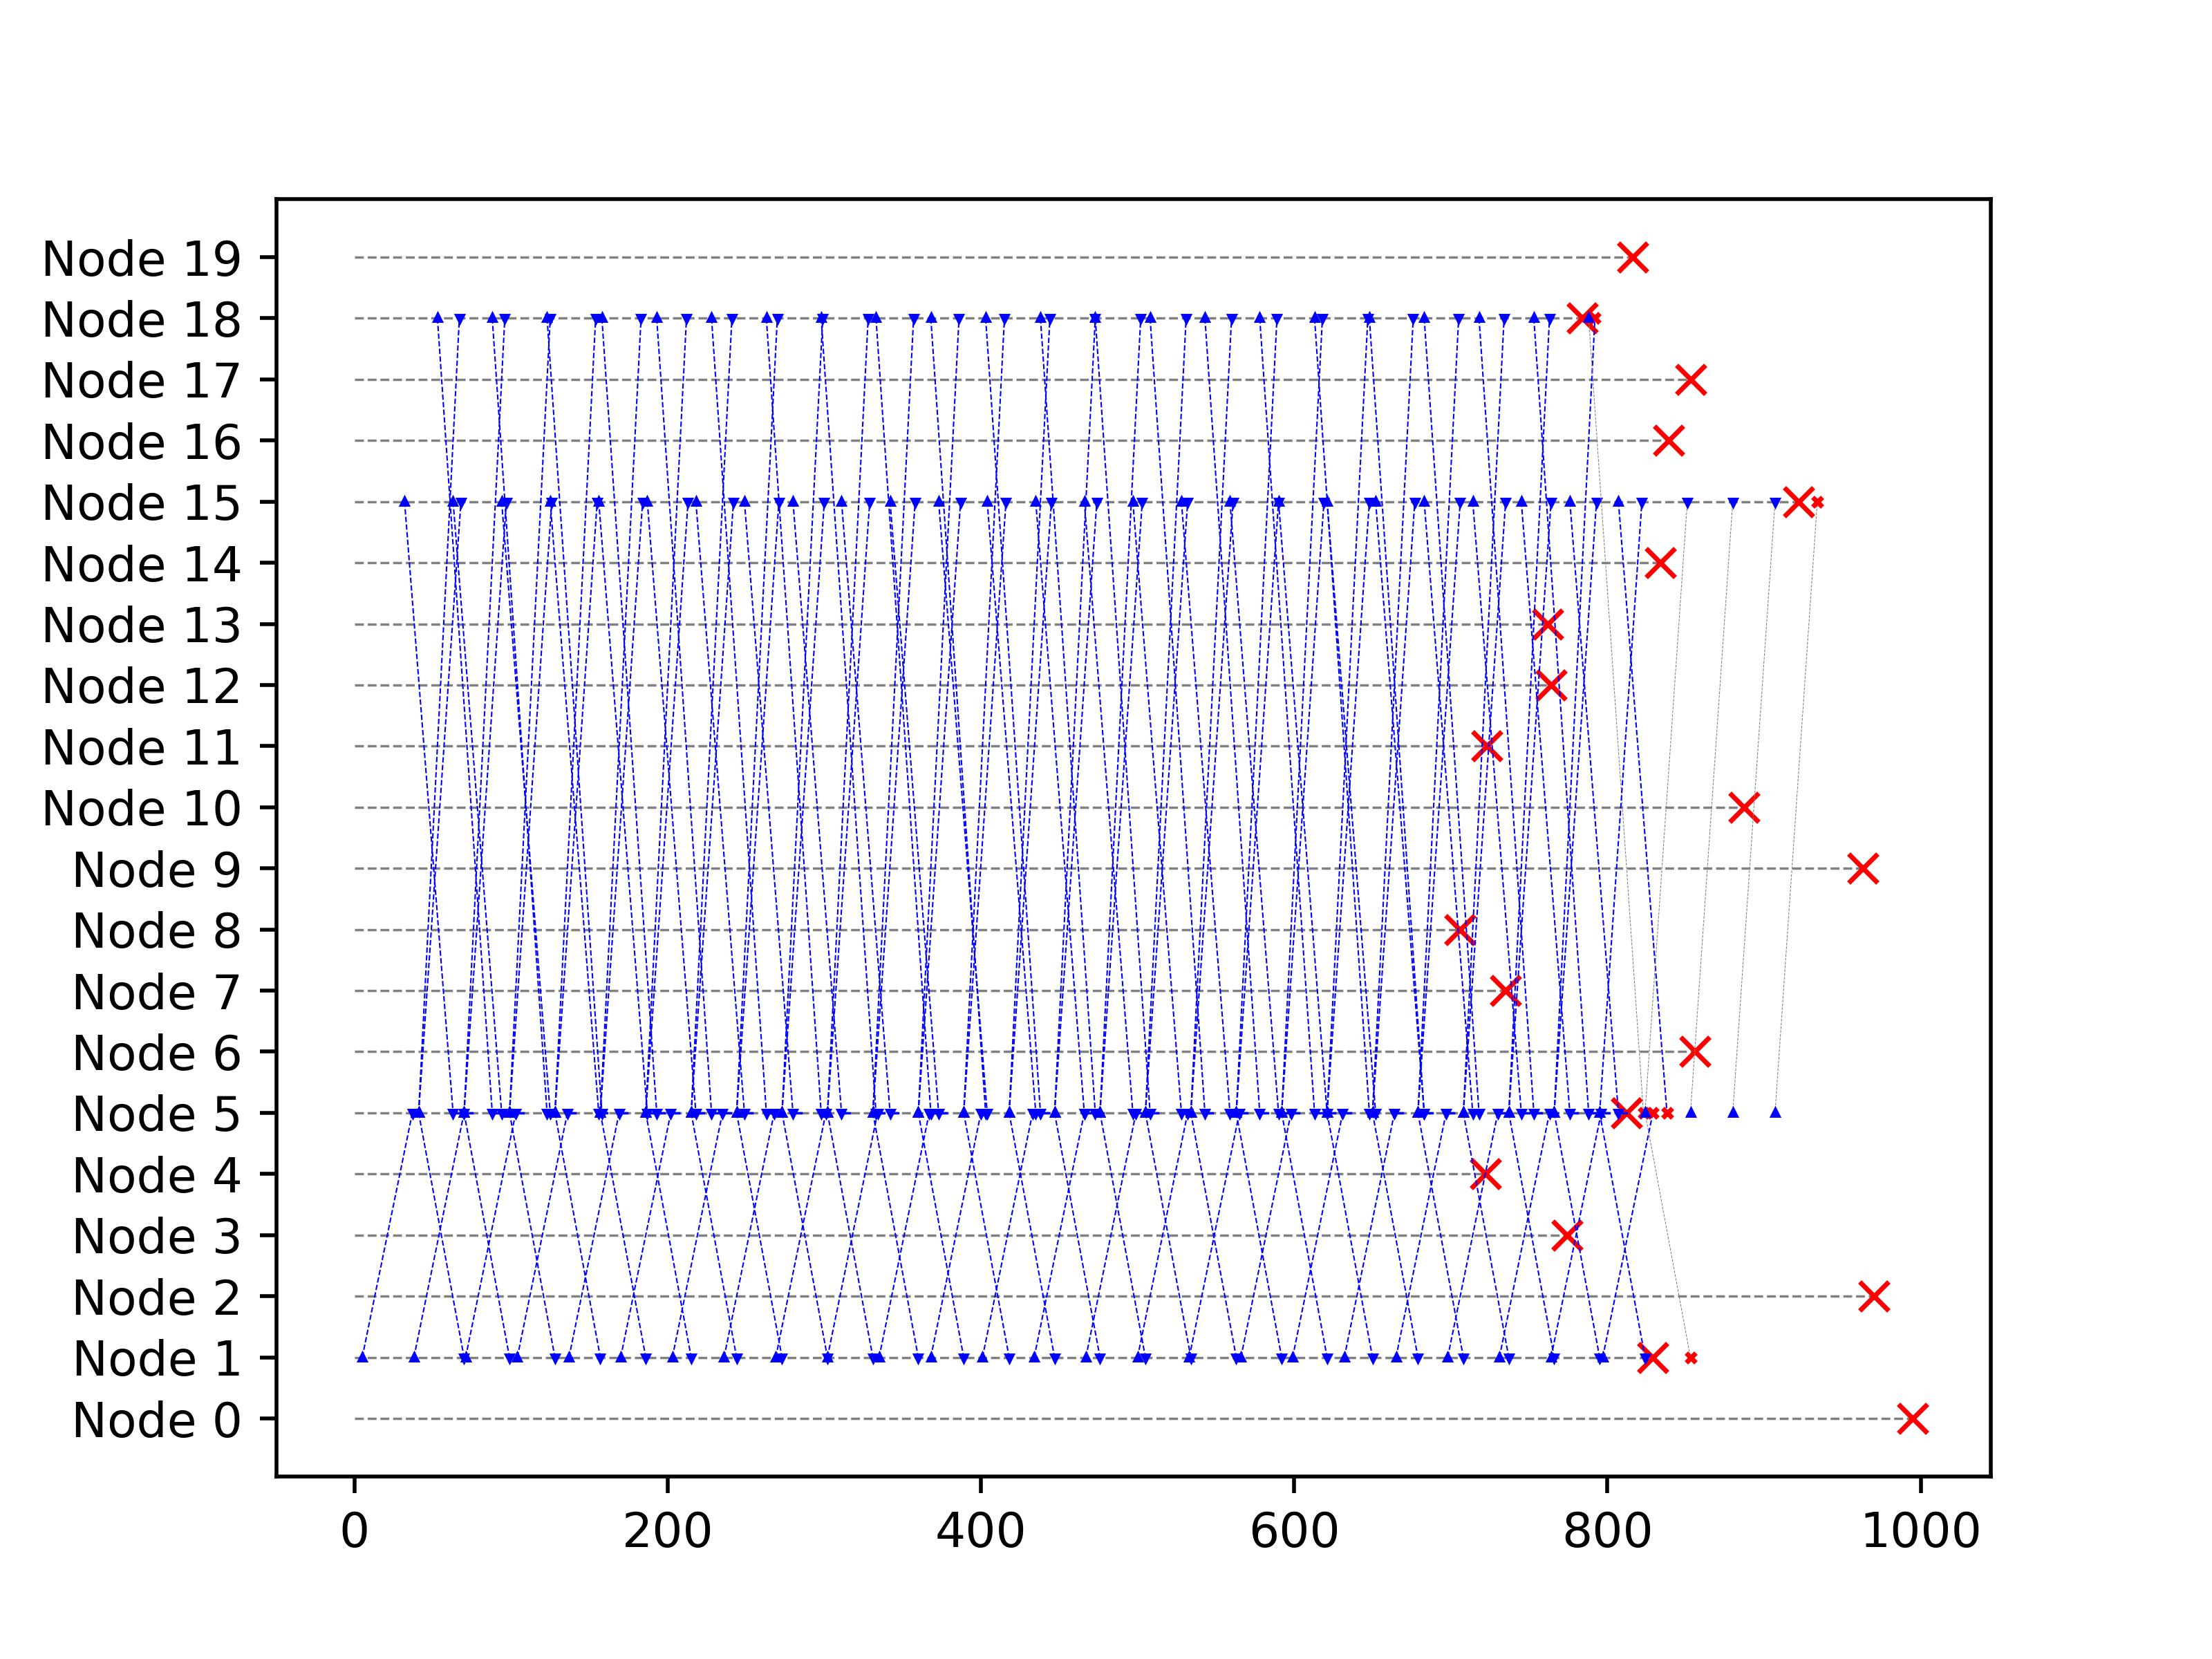 Node 19
Node 18
Node 17
Node 16
Node 15
Node 14
Node 13
Node 12
Node 11
Node 10
Node 9
Node 8
Node 7
Node 6
Node 5
Node 4
Node 3
Node 2
Node 1
Node 0
0 200 400 600 800 1000